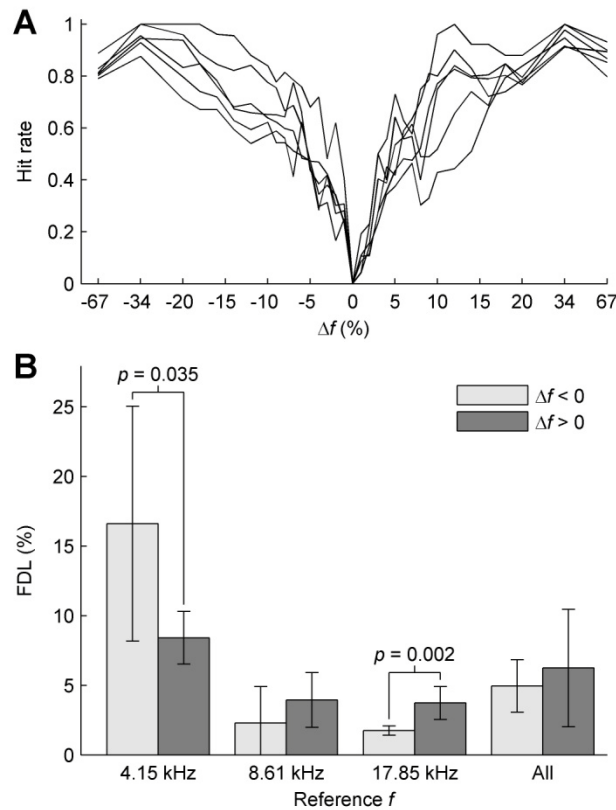 A
1
0.8
0.6
0.4
0.2
0
Hit rate
-67 -34 -20 -15 -10 -5 0 5 10 15 20 34 67
Δf (%)
B
p = 0.035
Δf < 0
Δf > 0
25
20
15
10
5
0
FDL (%)
p = 0.002
4.15 kHz 8.61 kHz 17.85 kHz All
Reference f